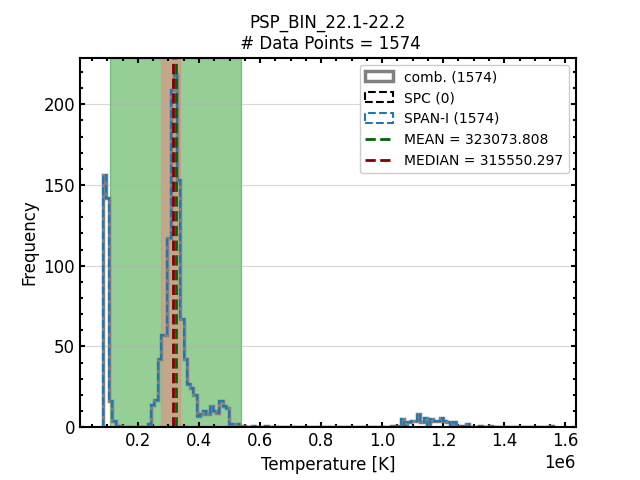 PSP_BIN_22.1-22.2
# Data Points = 1574
comb. (1574)
SPC (0)
SPAN-I (1574)
MEAN = 323073.808
MEDIAN = 315550.297
Frequency
200
150
100
50
0
0.2 0.4 0.6 0.8 1.0 1.2 1.4 1.6
1e6
Temperature [K]